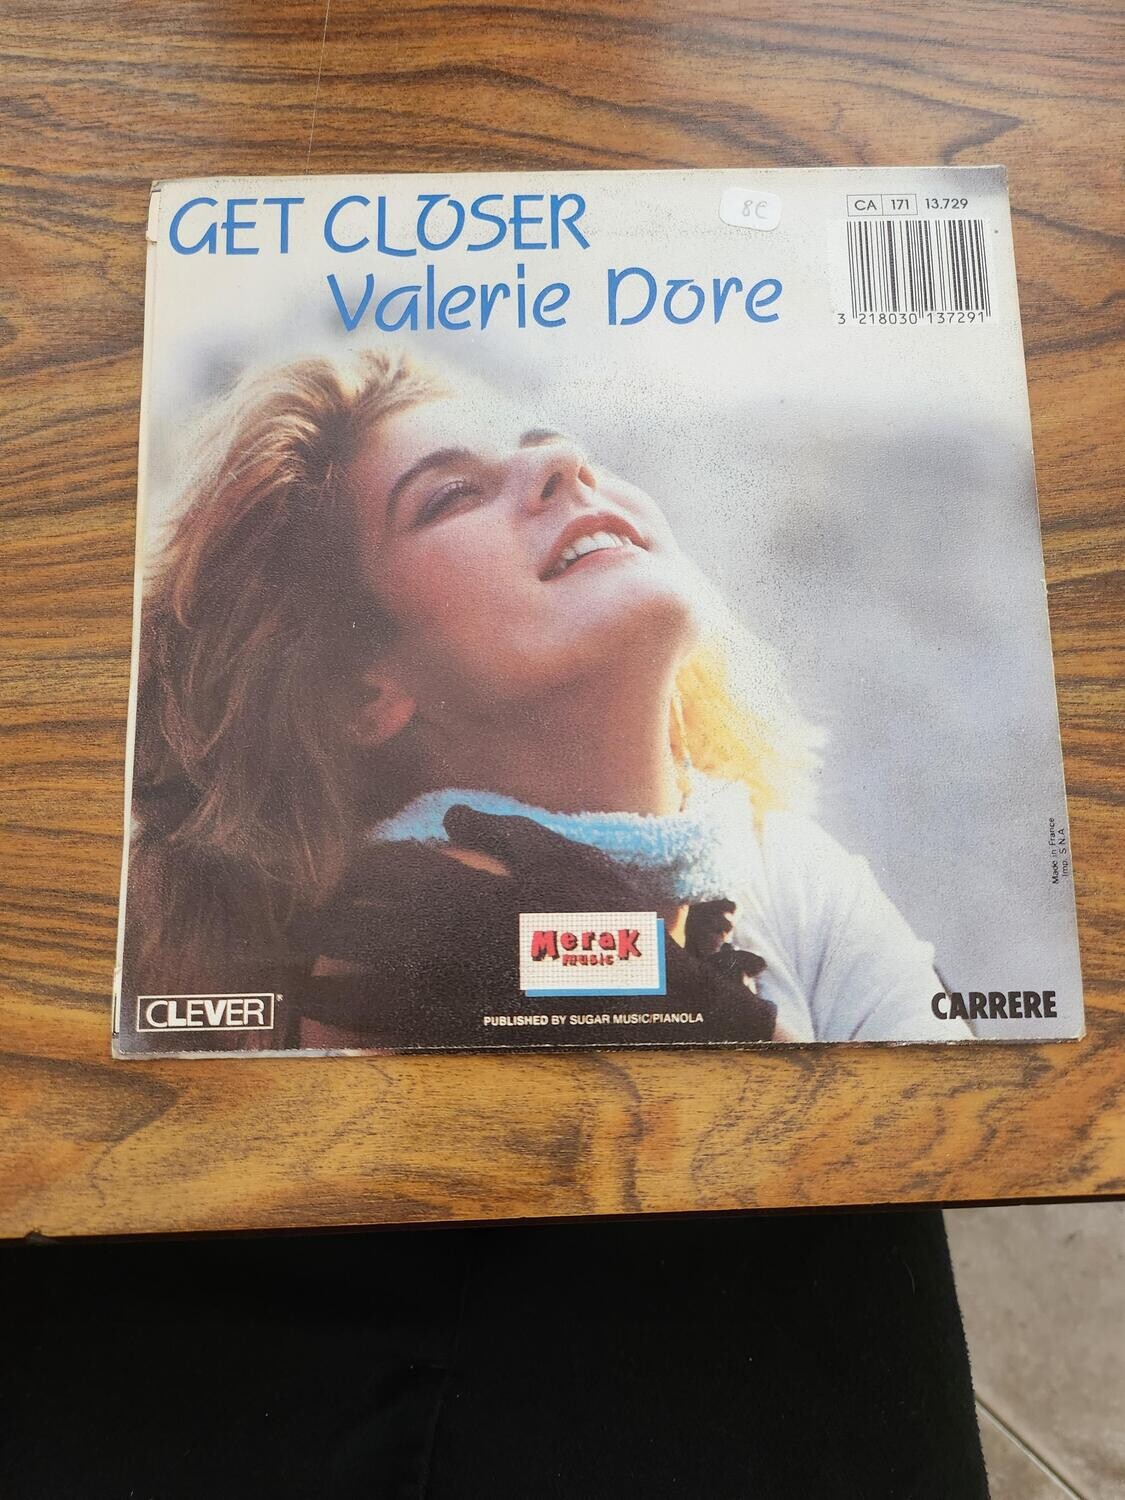 GET CLOSER
Valerie Dore
8€
CA 171 13.729
3 218030 137291
Made in France
Imp. S.N.A.
Merak
music
CLEVER®
PUBLISHED BY SUGAR MUSIC/PIANOLA
CARRERE